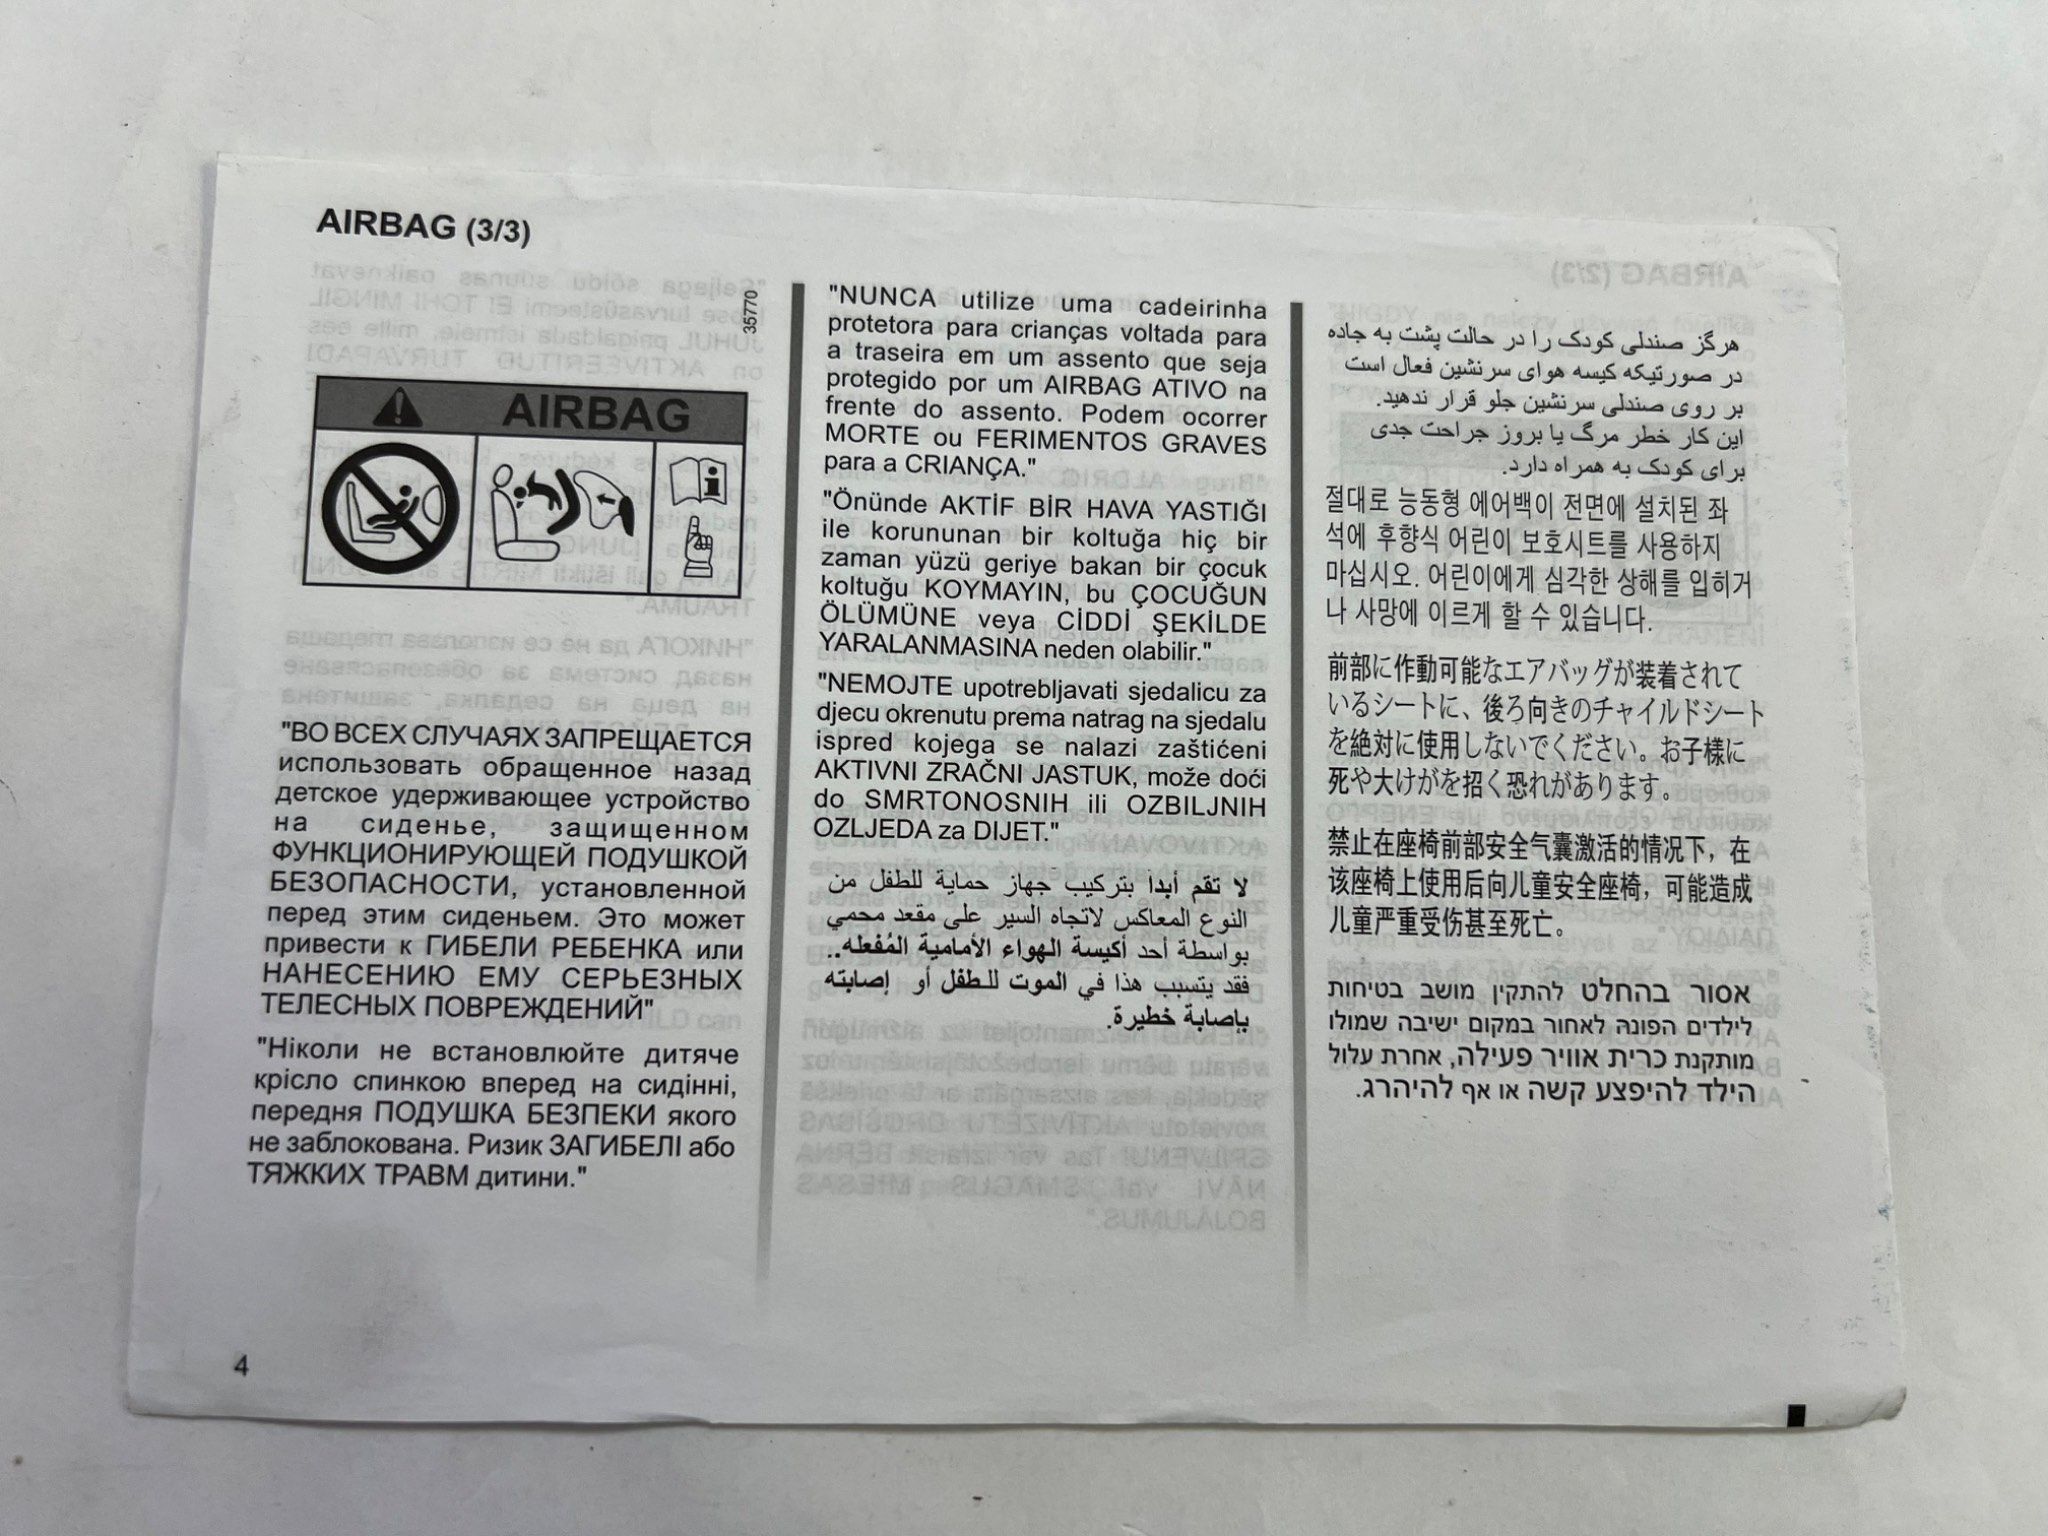 AIRBAG (3/3)
35770
AIRBAG
"ВО ВСЕХ СЛУЧАЯХ ЗАПРЕЩАЕТСЯ
использовать обращенное назад
детское удерживающее устройство
на сиденье, защищенном
ФУНКЦИОНИРУЮЩЕЙ ПОДУШКОЙ
БЕЗОПАСНОСТИ, установленной
перед этим сиденьем. Это может
привести к ГИБЕЛИ РЕБЕНКА или
НАНЕСЕНИЮ ЕМУ СЕРЬЕЗНЫХ
ТЕЛЕСНЫХ ПОВРЕЖДЕНИЙ"
"Ніколи не встановлюйте дитяче
крісло спинкою вперед на сидінні,
передня ПОДУШКА БЕЗПЕКИ якого
не заблокована. Ризик ЗАГИБЕЛІ або
ТЯЖКИХ ТРАВМ дитини."
"NUNCA utilize uma cadeirinha
protetora para crianças voltada para
a traseira em um assento que seja
protegido por um AIRBAG ATIVO na
frente do assento. Podem ocorrer
MORTE ou FERIMENTOS GRAVES
para a CRIANÇA."
"Önünde AKTİF BİR HAVA YASTIĞI
ile korununan bir koltuğa hiç bir
zaman yüzü geriye bakan bir çocuk
koltuğu KOYMAYIN, bu ÇOCUĞUN
ÖLÜMÜNE veya CİDDİ ŞEKİLDE
YARALANMASINA neden olabilir."
"NEMOJTE upotrebljavati sjedalicu za
djecu okrenutu prema natrag na sjedalu
ispred kojega se nalazi zaštićeni
AKTIVNI ZRAČNI JASTUK, može doći
do SMRTONOSNIH ili OZBILJNIH
OZLJEDA za DIJET."
لا تقم أبدا بتركيب جهاز حماية للطفل من
النوع المعاكس لاتجاه السير على مقعد محمي
بواسطة أحد أكيسة الهواء الأمامية المُفعله..
فقد يتسبب هذا في الموت للطفل أو إصابته
بإصابة خطيرة.
هرگز صندلی کودک را در حالت پشت به جاده
در صورتیکه کیسه هوای سرنشین فعال است
بر روی صندلی سرنشین جلو قرار ندهید.
این کار خطر مرگ یا بروز جراحت جدی
برای کودک به همراه دارد.
절대로 능동형 에어백이 전면에 설치된 좌
석에 후향식 어린이 보호시트를 사용하지
마십시오. 어린이에게 심각한 상해를 입히거
나 사망에 이르게 할 수 있습니다.
前部に作動可能なエアバッグが装着されて
いるシートに、後ろ向きのチャイルドシート
を絶対に使用しないでください。お子様に
死や大けがを招く恐れがあります。
禁止在座椅前部安全气囊激活的情况下，在
该座椅上使用后向儿童安全座椅，可能造成
儿童严重受伤甚至死亡。
אסור בהחלט להתקין מושב בטיחות
לילדים הפונה לאחור במקום ישיבה שמולו
מותקנת כרית אוויר פעילה, אחרת עלול
הילד להיפצע קשה או אף להיהרג.
4